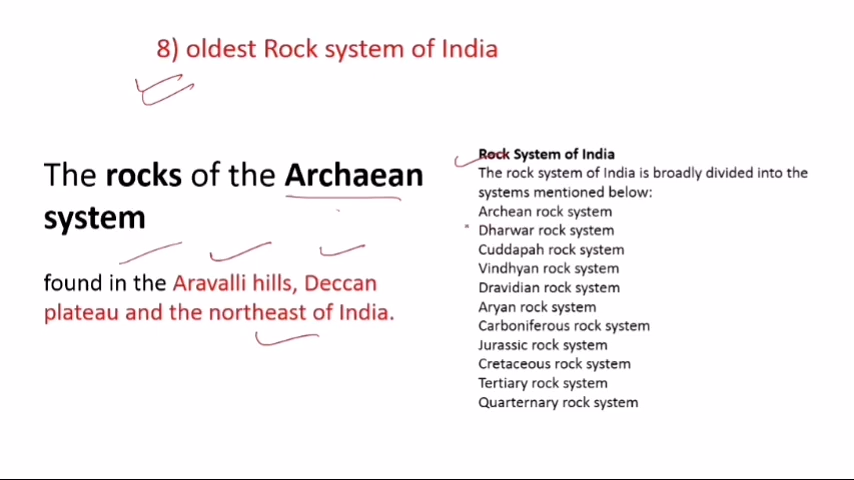 8) oldest Rock system of India
The rocks of the Archaean
system
found in the Aravalli hills, Deccan
plateau and the northeast of India.
Rock System of India
The rock system of India is broadly divided into the
systems mentioned below:
Archean rock system
Dharwar rock system
Cuddapah rock system
Vindhyan rock system
Dravidian rock system
Aryan rock system
Carboniferous rock system
Jurassic rock system
Cretaceous rock system
Tertiary rock system
Quarternary rock system